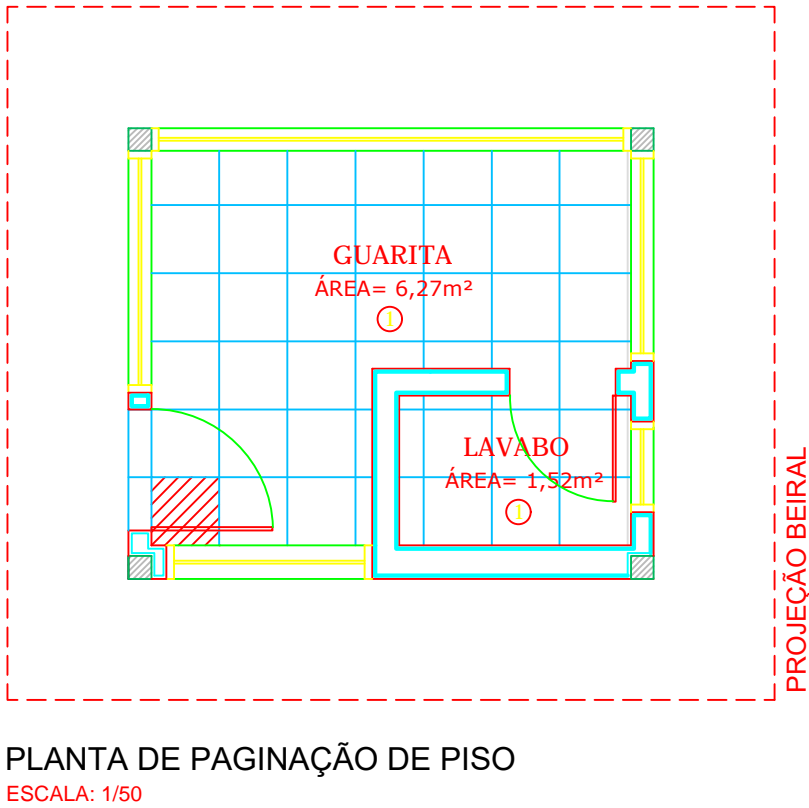 GUARITA
ÁREA= 6,27m²
1
LAVABO
ÁREA= 1,52m²
1
PROJEÇÃO BEIRAL
PLANTA DE PAGINAÇÃO DE PISO
ESCALA: 1/50